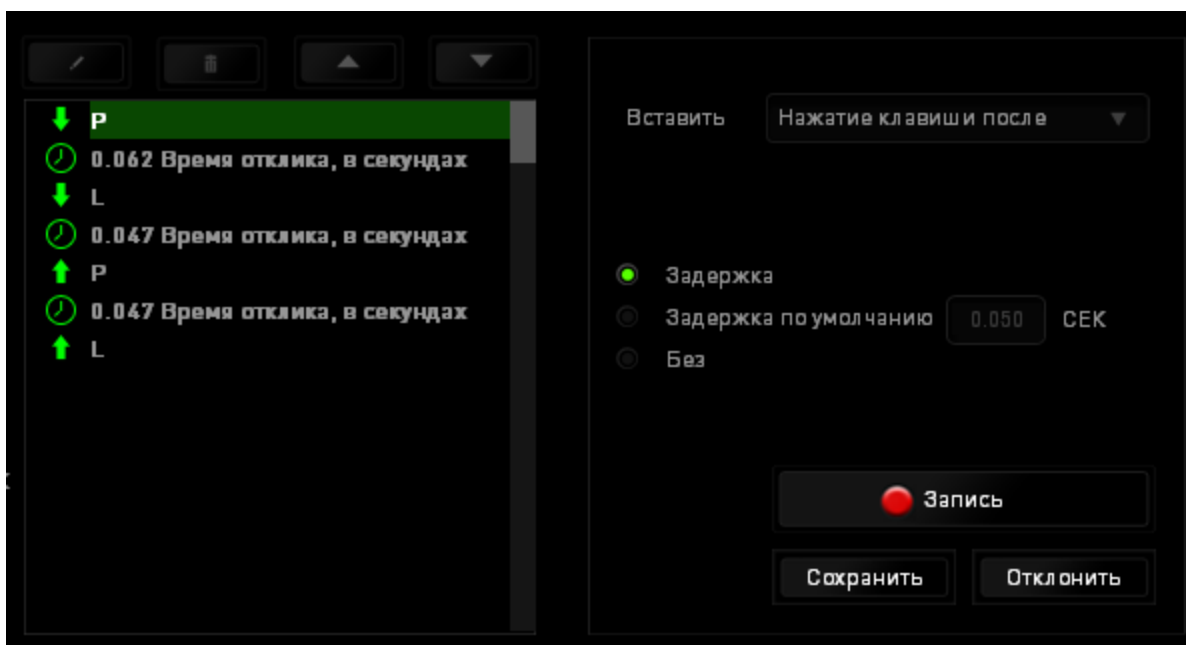 P
0.062 Время отклика, в секундах
L
0.047 Время отклика, в секундах
P
0.047 Время отклика, в секундах
L
Вставить Нажатие клавиши после
Задержка
Задержка по умолчанию 0.050 СЕК
Без
Запись
Сохранить Отклонить